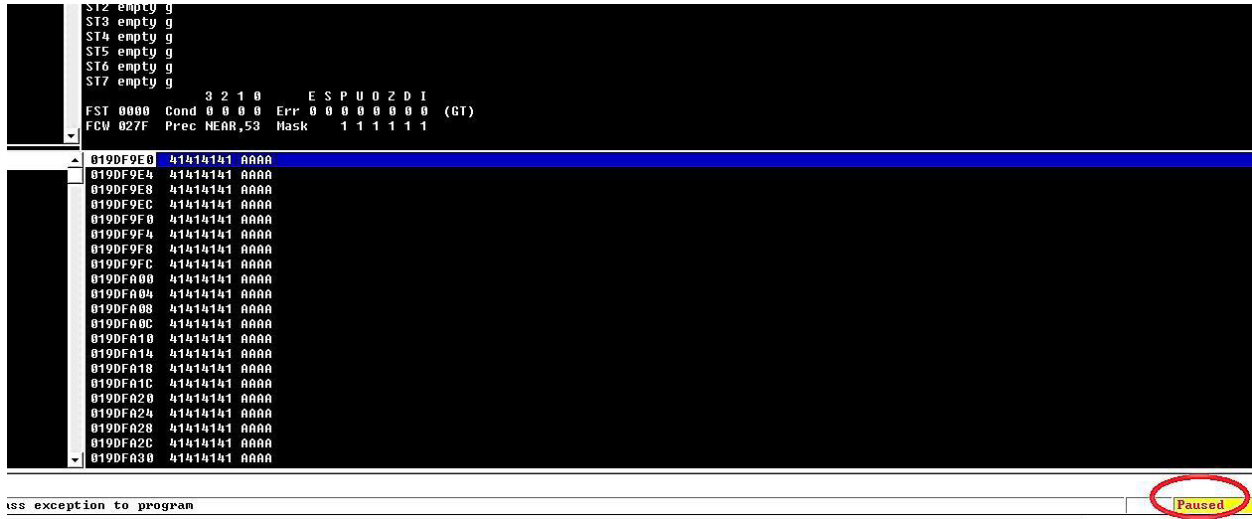 ST2 empty g
ST3 empty g
ST4 empty g
ST5 empty g
ST6 empty g
ST7 empty g
3 2 1 0 E S P U O Z D I
FST 0000 Cond 0 0 0 0 Err 0 0 0 0 0 0 0 0 (GT)
FCW 027F Prec NEAR,53 Mask 1 1 1 1 1 1
019DF9E0 41414141 AAAA
019DF9E4 41414141 AAAA
019DF9E8 41414141 AAAA
019DF9EC 41414141 AAAA
019DF9F0 41414141 AAAA
019DF9F4 41414141 AAAA
019DF9F8 41414141 AAAA
019DF9FC 41414141 AAAA
019DFA00 41414141 AAAA
019DFA04 41414141 AAAA
019DFA08 41414141 AAAA
019DFA0C 41414141 AAAA
019DFA10 41414141 AAAA
019DFA14 41414141 AAAA
019DFA18 41414141 AAAA
019DFA1C 41414141 AAAA
019DFA20 41414141 AAAA
019DFA24 41414141 AAAA
019DFA28 41414141 AAAA
019DFA2C 41414141 AAAA
019DFA30 41414141 AAAA
ass exception to program
Paused